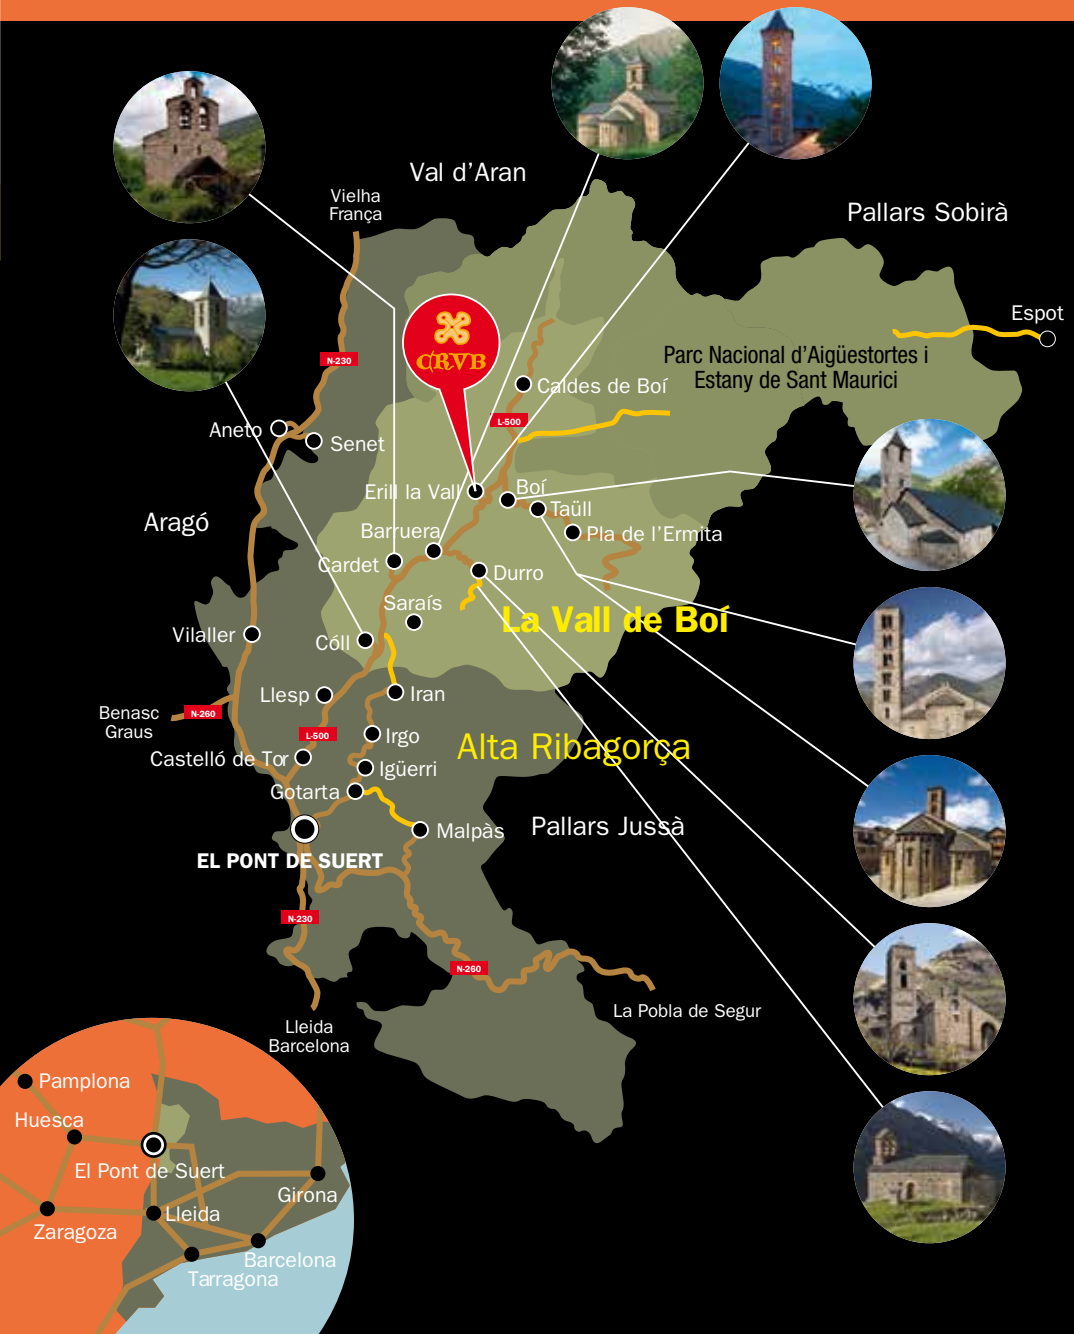 Val d'Aran
Vielha
França
Pallars Sobirà
Espot
Parc Nacional d'Aigüestortes i
Estany de Sant Maurici
N-230
CRVB
Caldes de Boí
L-500
Aneto
Senet
Erill la Vall
Boí
Taüll
Aragó
Barruera
Pla de l'Ermita
Cardet
Durro
Saraís
La Vall de Boí
Vilaller
Cóll
Llesp
Iran
Benasc
Graus
N-260
L-500
Irgo
Alta Ribagorça
Castelló de Tor
Igüerri
Gotarta
Malpàs
Pallars Jussà
EL PONT DE SUERT
N-230
N-260
La Pobla de Segur
Lleida
Barcelona
Pamplona
Huesca
El Pont de Suert
Girona
Lleida
Zaragoza
Barcelona
Tarragona